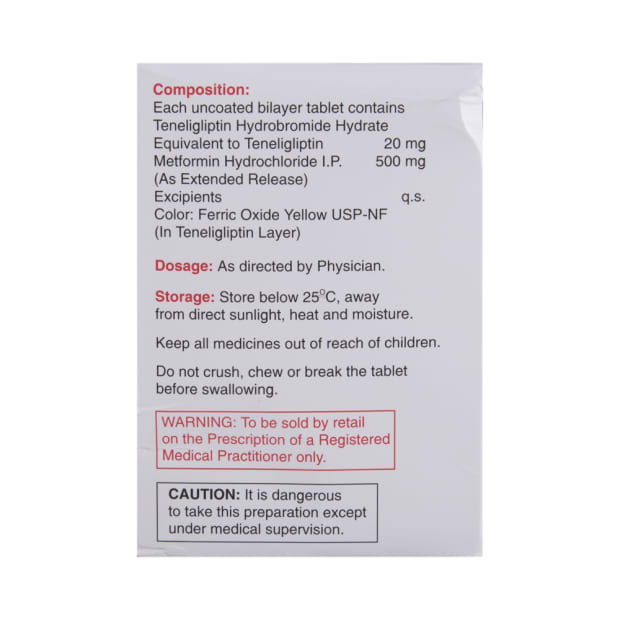 Composition:
Each uncoated bilayer tablet contains
Teneligliptin Hydrobromide Hydrate
Equivalent to Teneligliptin 20 mg
Metformin Hydrochloride I.P. 500 mg
(As Extended Release)
Excipients q.s.
Color: Ferric Oxide Yellow USP-NF
(In Teneligliptin Layer)
Dosage: As directed by Physician.
Storage: Store below 25⁰C, away
from direct sunlight, heat and moisture.
Keep all medicines out of reach of children.
Do not crush, chew or break the tablet
before swallowing.
WARNING: To be sold by retail
on the Prescription of a Registered
Medical Practitioner only.
CAUTION: It is dangerous
to take this preparation except
under medical supervision.